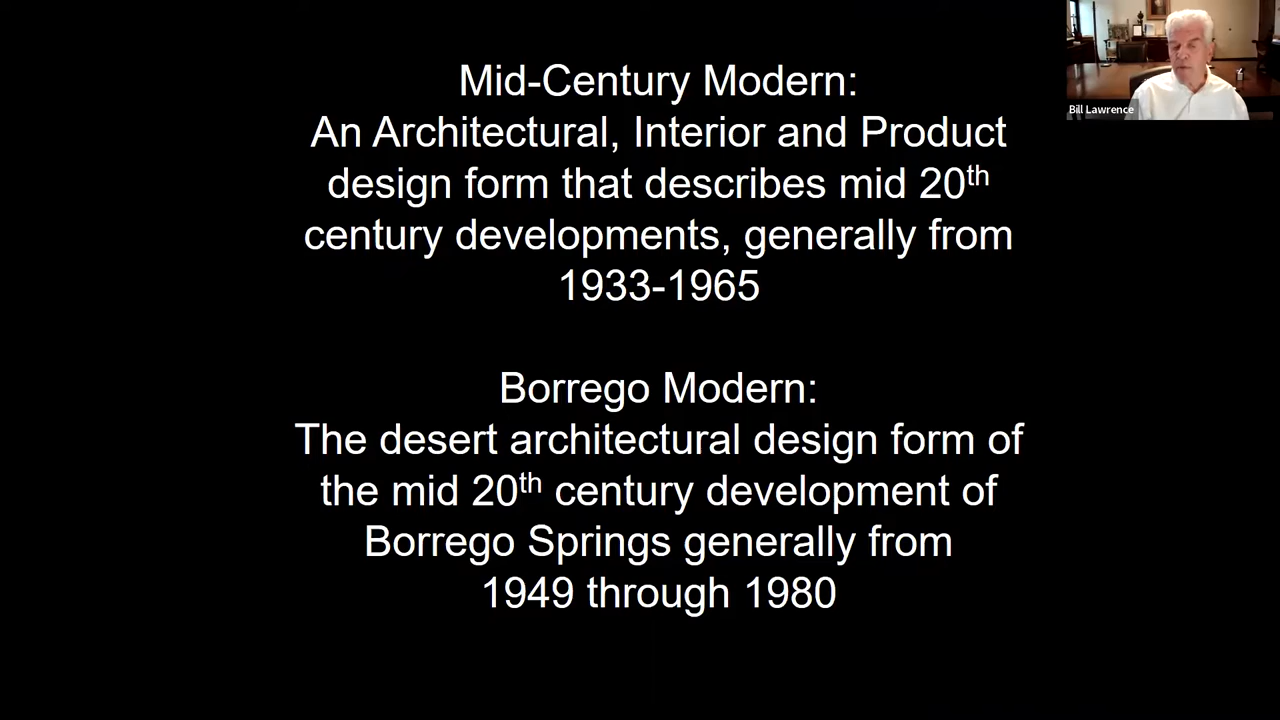 Mid-Century Modern:
An Architectural, Interior and Product
design form that describes mid 20th
century developments, generally from
1933-1965
Borrego Modern:
The desert architectural design form of
the mid 20th century development of
Borrego Springs generally from
1949 through 1980
Bill Lawrence